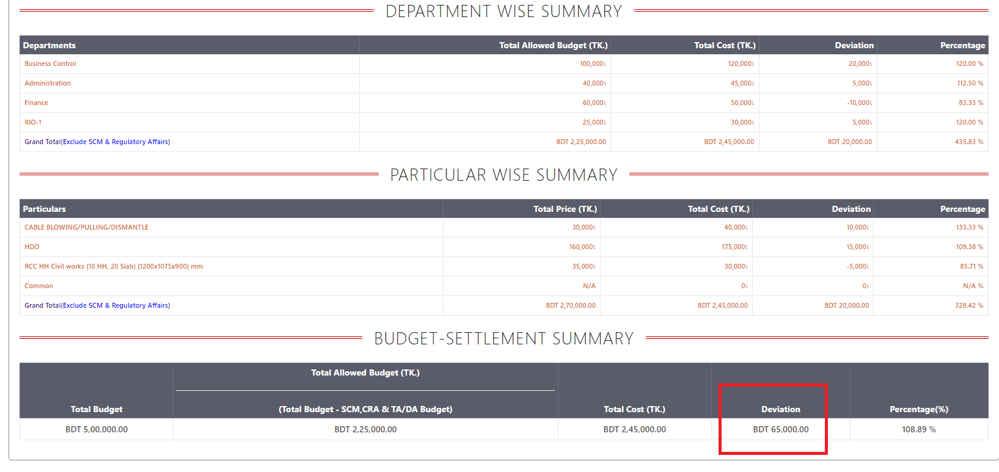 DEPARTMENT WISE SUMMARY
Departments Total Allowed Budget (TK.) Total Cost (TK.) Deviation Percentage
Business Control 100,000৳ 120,000৳ 20,000৳ 120.00 %
Administration 40,000৳ 45,000৳ 5,000৳ 112.50 %
Finance 60,000৳ 50,000৳ -10,000৳ 83.33 %
RIO-1 25,000৳ 30,000৳ 5,000৳ 120.00 %
Grand Total(Exclude SCM & Regulatory Affairs) BDT 2,25,000.00 BDT 2,45,000.00 BDT 20,000.00 435.83 %
PARTICULAR WISE SUMMARY
Particulars Total Price (TK.) Total Cost (TK.) Deviation Percentage
CABLE BLOWING/PULLING/DISMANTLE 30,000৳ 40,000৳ 10,000৳ 133.33 %
HDD 160,000৳ 175,000৳ 15,000৳ 109.38 %
RCC HH Civil works (10 HH, 20 Slab) (1200x1075x900) mm 35,000৳ 30,000৳ -5,000৳ 85.71 %
Common N/A 0৳ 0৳ N/A %
Grand Total(Exclude SCM & Regulatory Affairs) BDT 2,70,000.00 BDT 2,45,000.00 BDT 20,000.00 328.42 %
BUDGET-SETTLEMENT SUMMARY
Total Allowed Budget (TK.)
Total Budget (Total Budget - SCM,CRA & TA/DA Budget) Total Cost (TK.) Deviation Percentage(%)
BDT 5,00,000.00 BDT 2,25,000.00 BDT 2,45,000.00 BDT 65,000.00 108.89 %